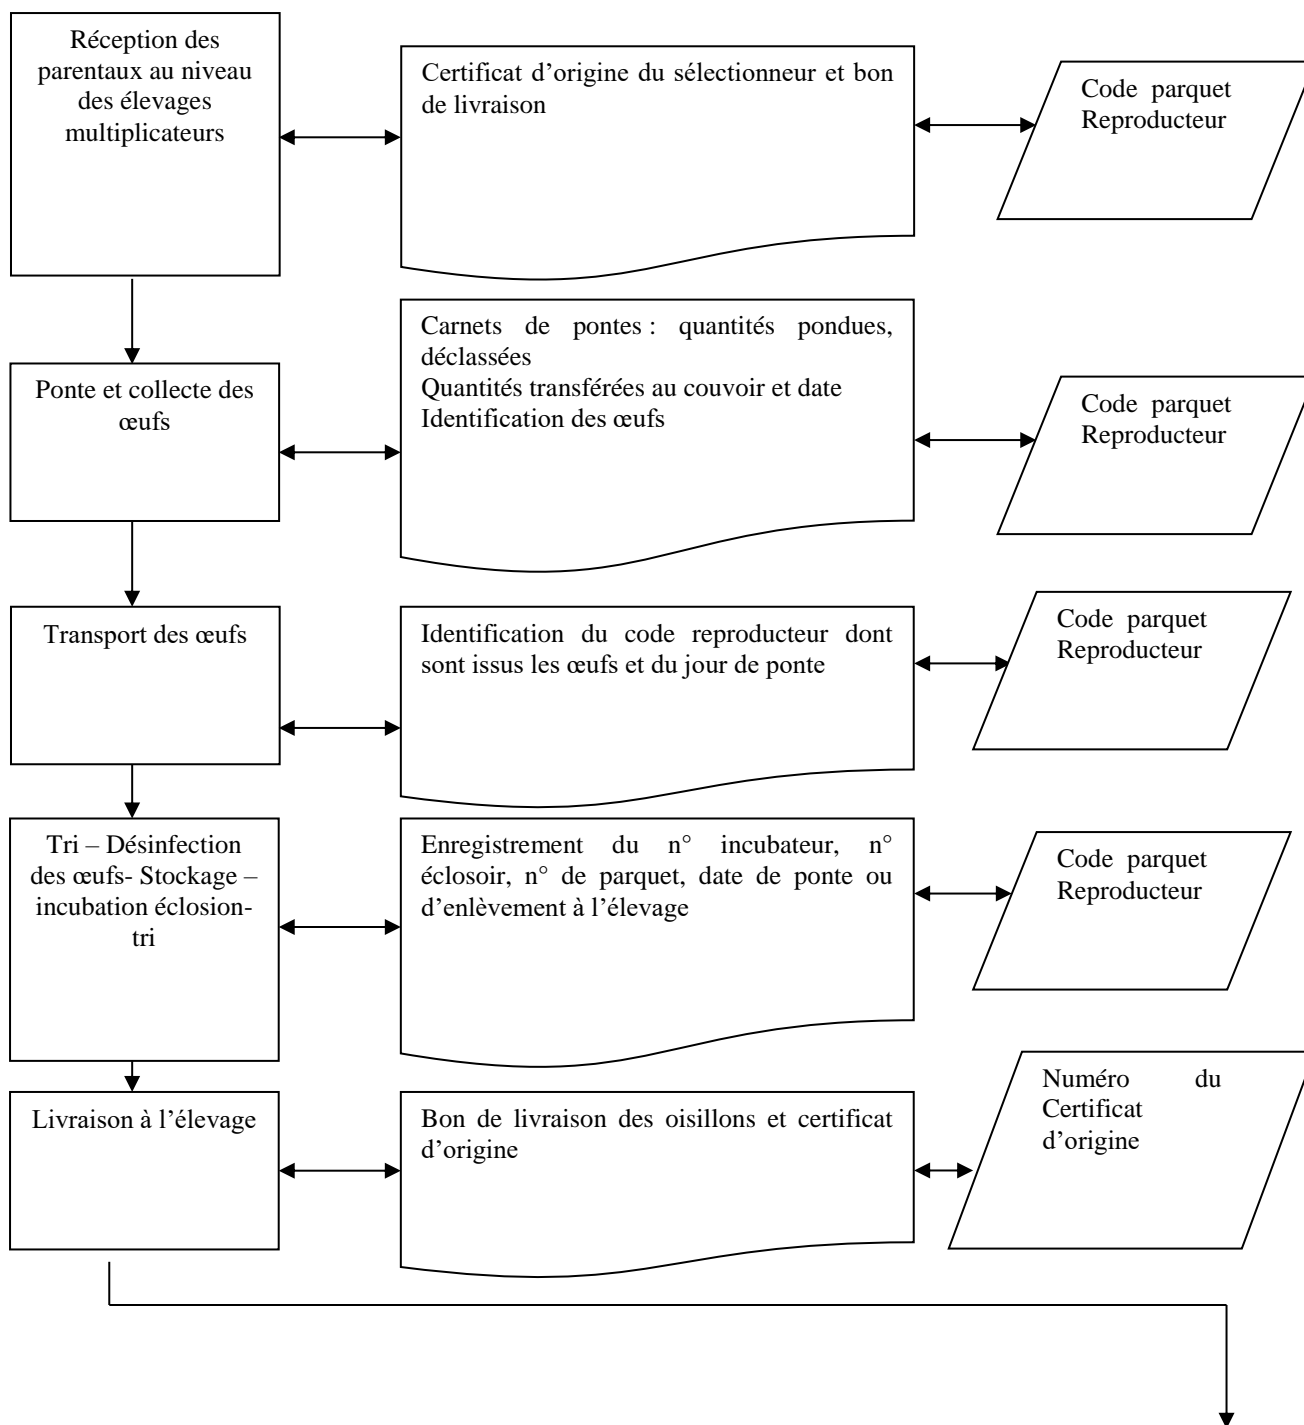 Réception des
parentaux au niveau
des élevages
multiplicateurs
Certificat d’origine du sélectionneur et bon
de livraison
Code parquet
Reproducteur
Ponte et collecte des
œufs
Carnets de pontes : quantités pondues,
déclassées
Quantités transférées au couvoir et date
Identification des œufs
Code parquet
Reproducteur
Transport des œufs
Identification du code reproducteur dont
sont issus les œufs et du jour de ponte
Code parquet
Reproducteur
Tri – Désinfection
des œufs- Stockage –
incubation éclosion-
tri
Enregistrement du n° incubateur, n°
éclosoir, n° de parquet, date de ponte ou
d’enlèvement à l’élevage
Code parquet
Reproducteur
Livraison à l’élevage
Bon de livraison des oisillons et certificat
d’origine
Numéro du
Certificat
d’origine